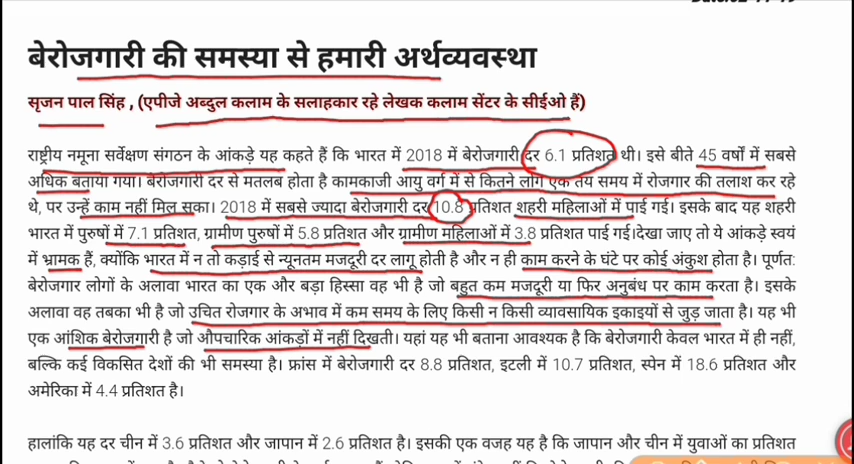 बेरोजगारी की समस्या से हमारी अर्थव्यवस्था
सृजन पाल सिंह , (एपीजे अब्दुल कलाम के सलाहकार रहे लेखक कलाम सेंटर के सीईओ हैं)
राष्ट्रीय नमूना सर्वेक्षण संगठन के आंकड़े यह कहते हैं कि भारत में 2018 में बेरोजगारी दर 6.1 प्रतिशत थी। इसे बीते 45 वर्षों में सबसे
अधिक बताया गया। बेरोजगारी दर से मतलब होता है कामकाजी आयु वर्ग में से कितने लोग एक तय समय में रोजगार की तलाश कर रहे
थे, पर उन्हें काम नहीं मिल सका। 2018 में सबसे ज्यादा बेरोजगारी दर 10.8 प्रतिशत शहरी महिलाओं में पाई गई। इसके बाद यह शहरी
भारत में पुरुषों में 7.1 प्रतिशत, ग्रामीण पुरुषों में 5.8 प्रतिशत और ग्रामीण महिलाओं में 3.8 प्रतिशत पाई गई।देखा जाए तो ये आंकड़े स्वयं
में भ्रामक हैं, क्योंकि भारत में न तो कड़ाई से न्यूनतम मजदूरी दर लागू होती है और न ही काम करने के घंटे पर कोई अंकुश होता है। पूर्णत:
बेरोजगार लोगों के अलावा भारत का एक और बड़ा हिस्सा वह भी है जो बहुत कम मजदूरी या फिर अनुबंध पर काम करता है। इसके
अलावा वह तबका भी है जो उचित रोजगार के अभाव में कम समय के लिए किसी न किसी व्यावसायिक इकाइयों से जुड़ जाता है। यह भी
एक आंशिक बेरोजगारी है जो औपचारिक आंकड़ों में नहीं दिखती। यहां यह भी बताना आवश्यक है कि बेरोजगारी केवल भारत में ही नहीं,
बल्कि कई विकसित देशों की भी समस्या है। फ्रांस में बेरोजगारी दर 8.8 प्रतिशत, इटली में 10.7 प्रतिशत, स्पेन में 18.6 प्रतिशत और
अमेरिका में 4.4 प्रतिशत है।
हालांकि यह दर चीन में 3.6 प्रतिशत और जापान में 2.6 प्रतिशत है। इसकी एक वजह यह है कि जापान और चीन में युवाओं का प्रतिशत